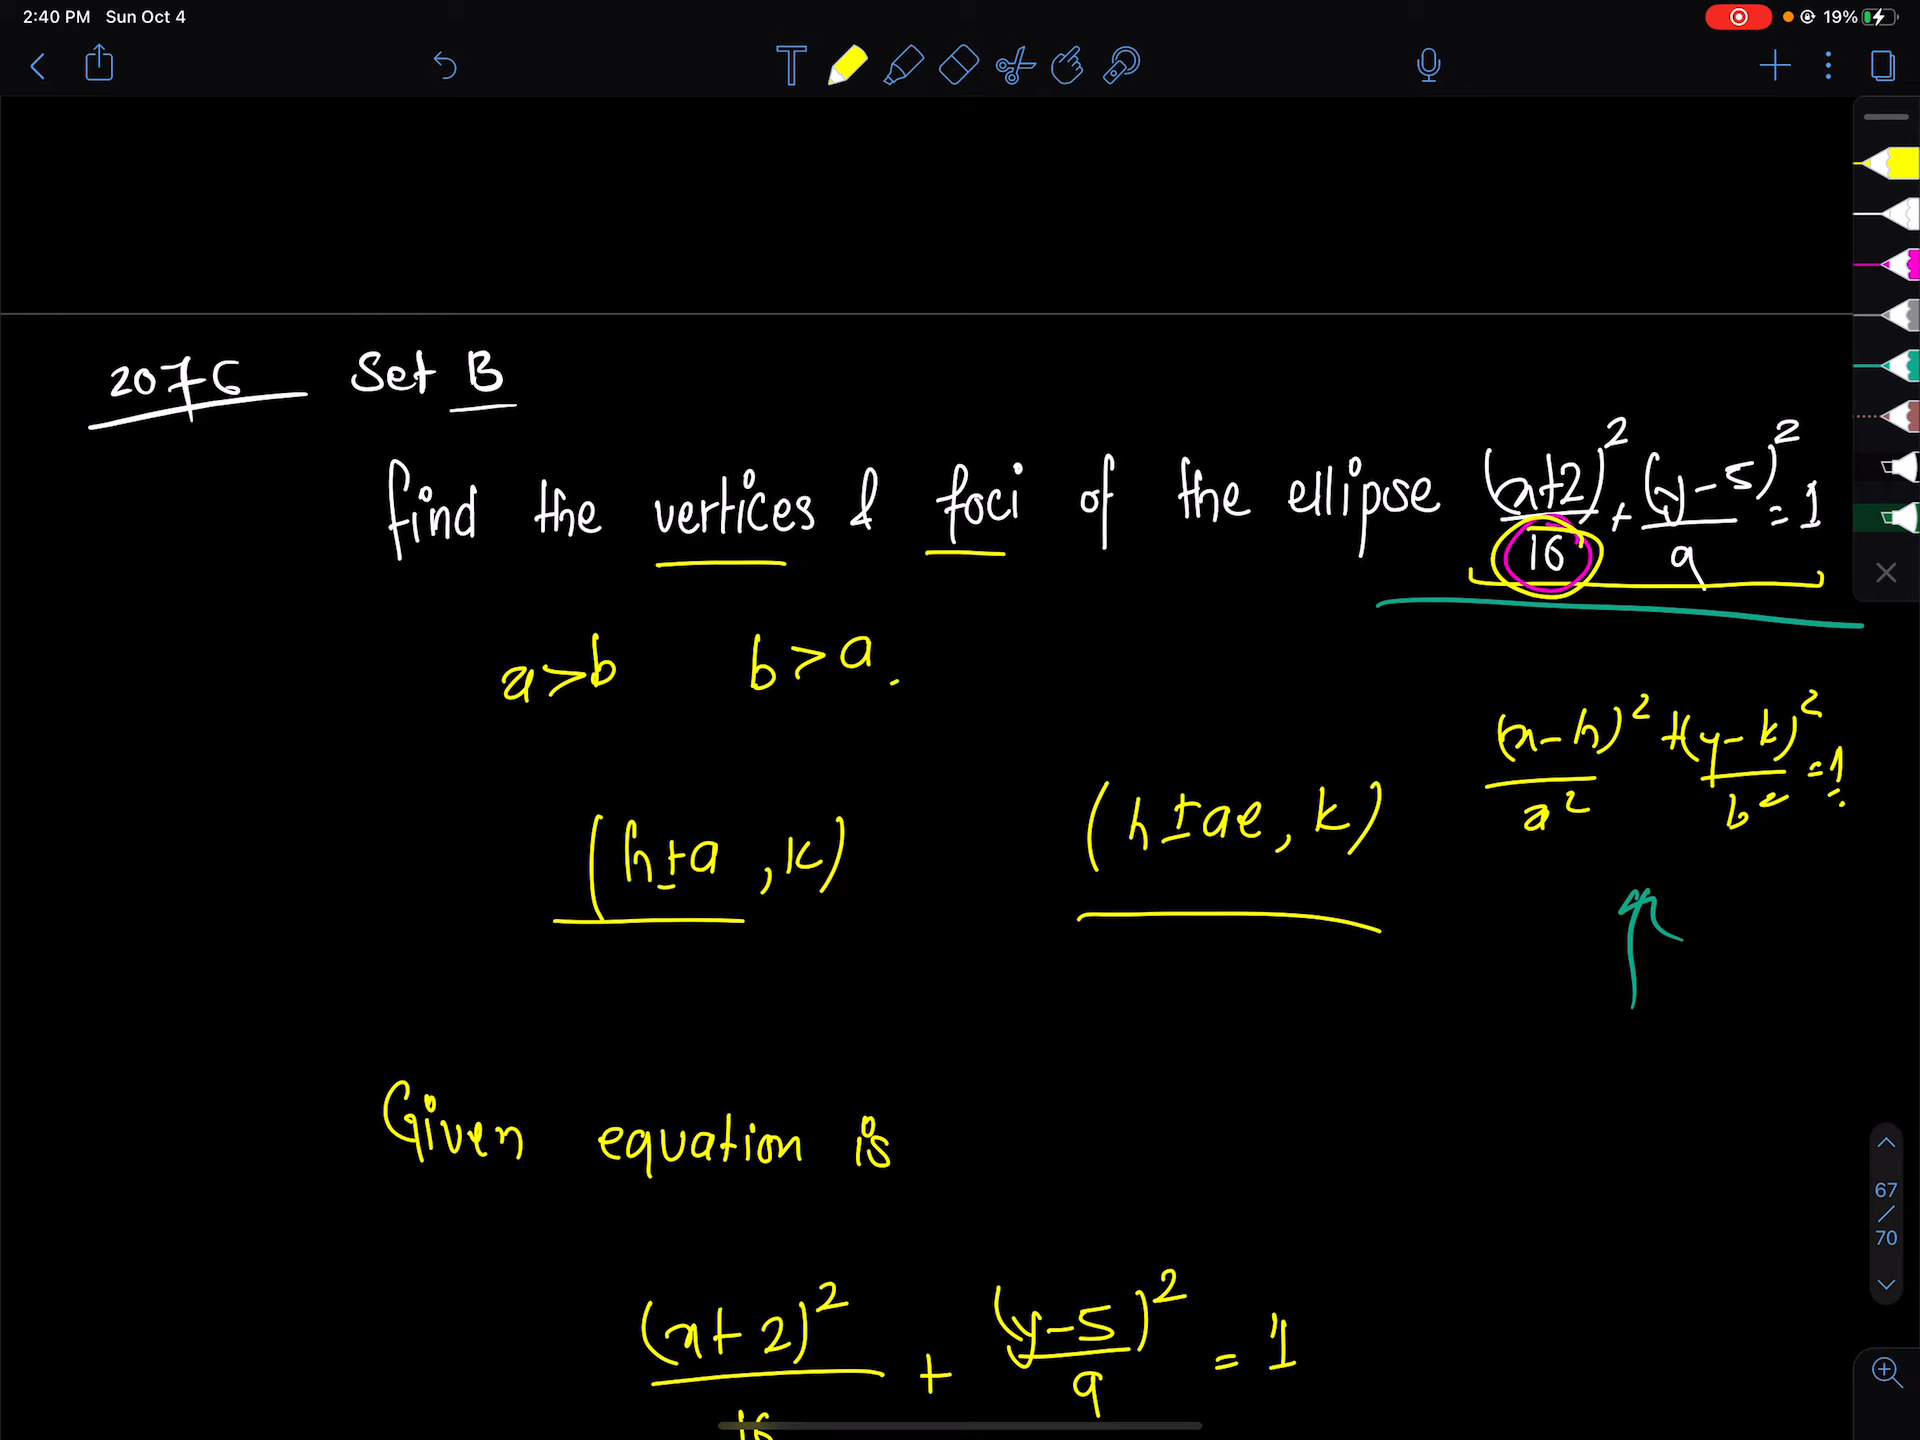 2:40 PM Sun Oct 4
19%
2076 Set B
find the vertices & foci of the ellipse (x+2)²/16 + (y-5)²/9 = 1
a>b b>a.
(x-h)²/a² + (y-k)²/b² = 1
(h±a, k) (h±ae, k)
Given equation is
(x+2)²/16 + (y-5)²/9 = 1
67
/
70